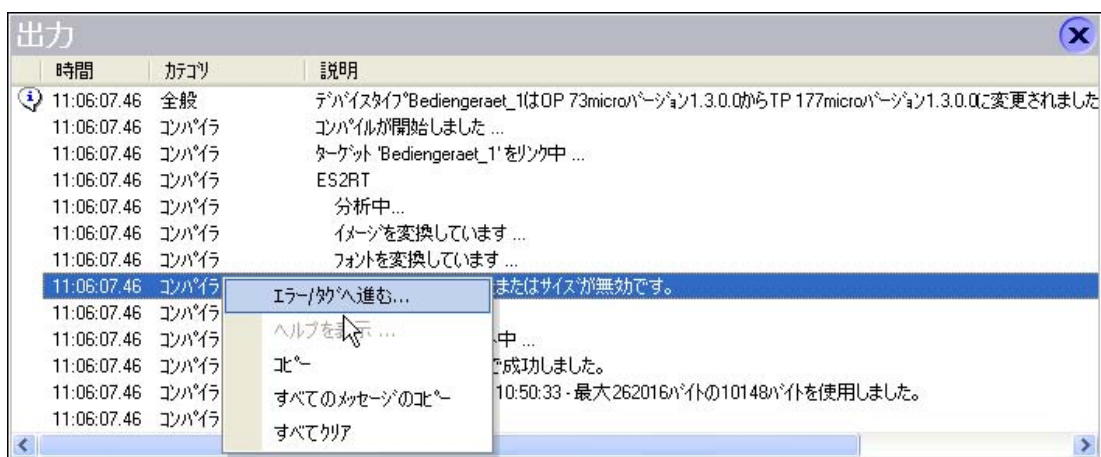 出力
時間 カテゴリ 説明
11:06:07.46 全般 デバイスタイプBediengeraet_1はOP 73microバージョン1.3.0.0からTP 177microバージョン1.3.0.0に変更されました
11:06:07.46 コンパイラ コンパイルが開始しました ...
11:06:07.46 コンパイラ ターゲット 'Bediengeraet_1' をリンク中 ...
11:06:07.46 コンパイラ ES2RT
11:06:07.46 コンパイラ 分析中...
11:06:07.46 コンパイラ イメージを変換しています ...
11:06:07.46 コンパイラ フォントを変換しています ...
11:06:07.46 コンパイラ またはサイズが無効です。
11:06:07.46 コンパイラ
11:06:07.46 コンパイラ 中 ...
11:06:07.46 コンパイラ で成功しました。
11:06:07.46 コンパイラ 10:50:33 - 最大262016バイトの10148バイトを使用しました。
11:06:07.46 コンパイラ
エラー/タグへ進む...
ヘルプを表示 ...
コピー
すべてのメッセージのコピー
すべてクリア